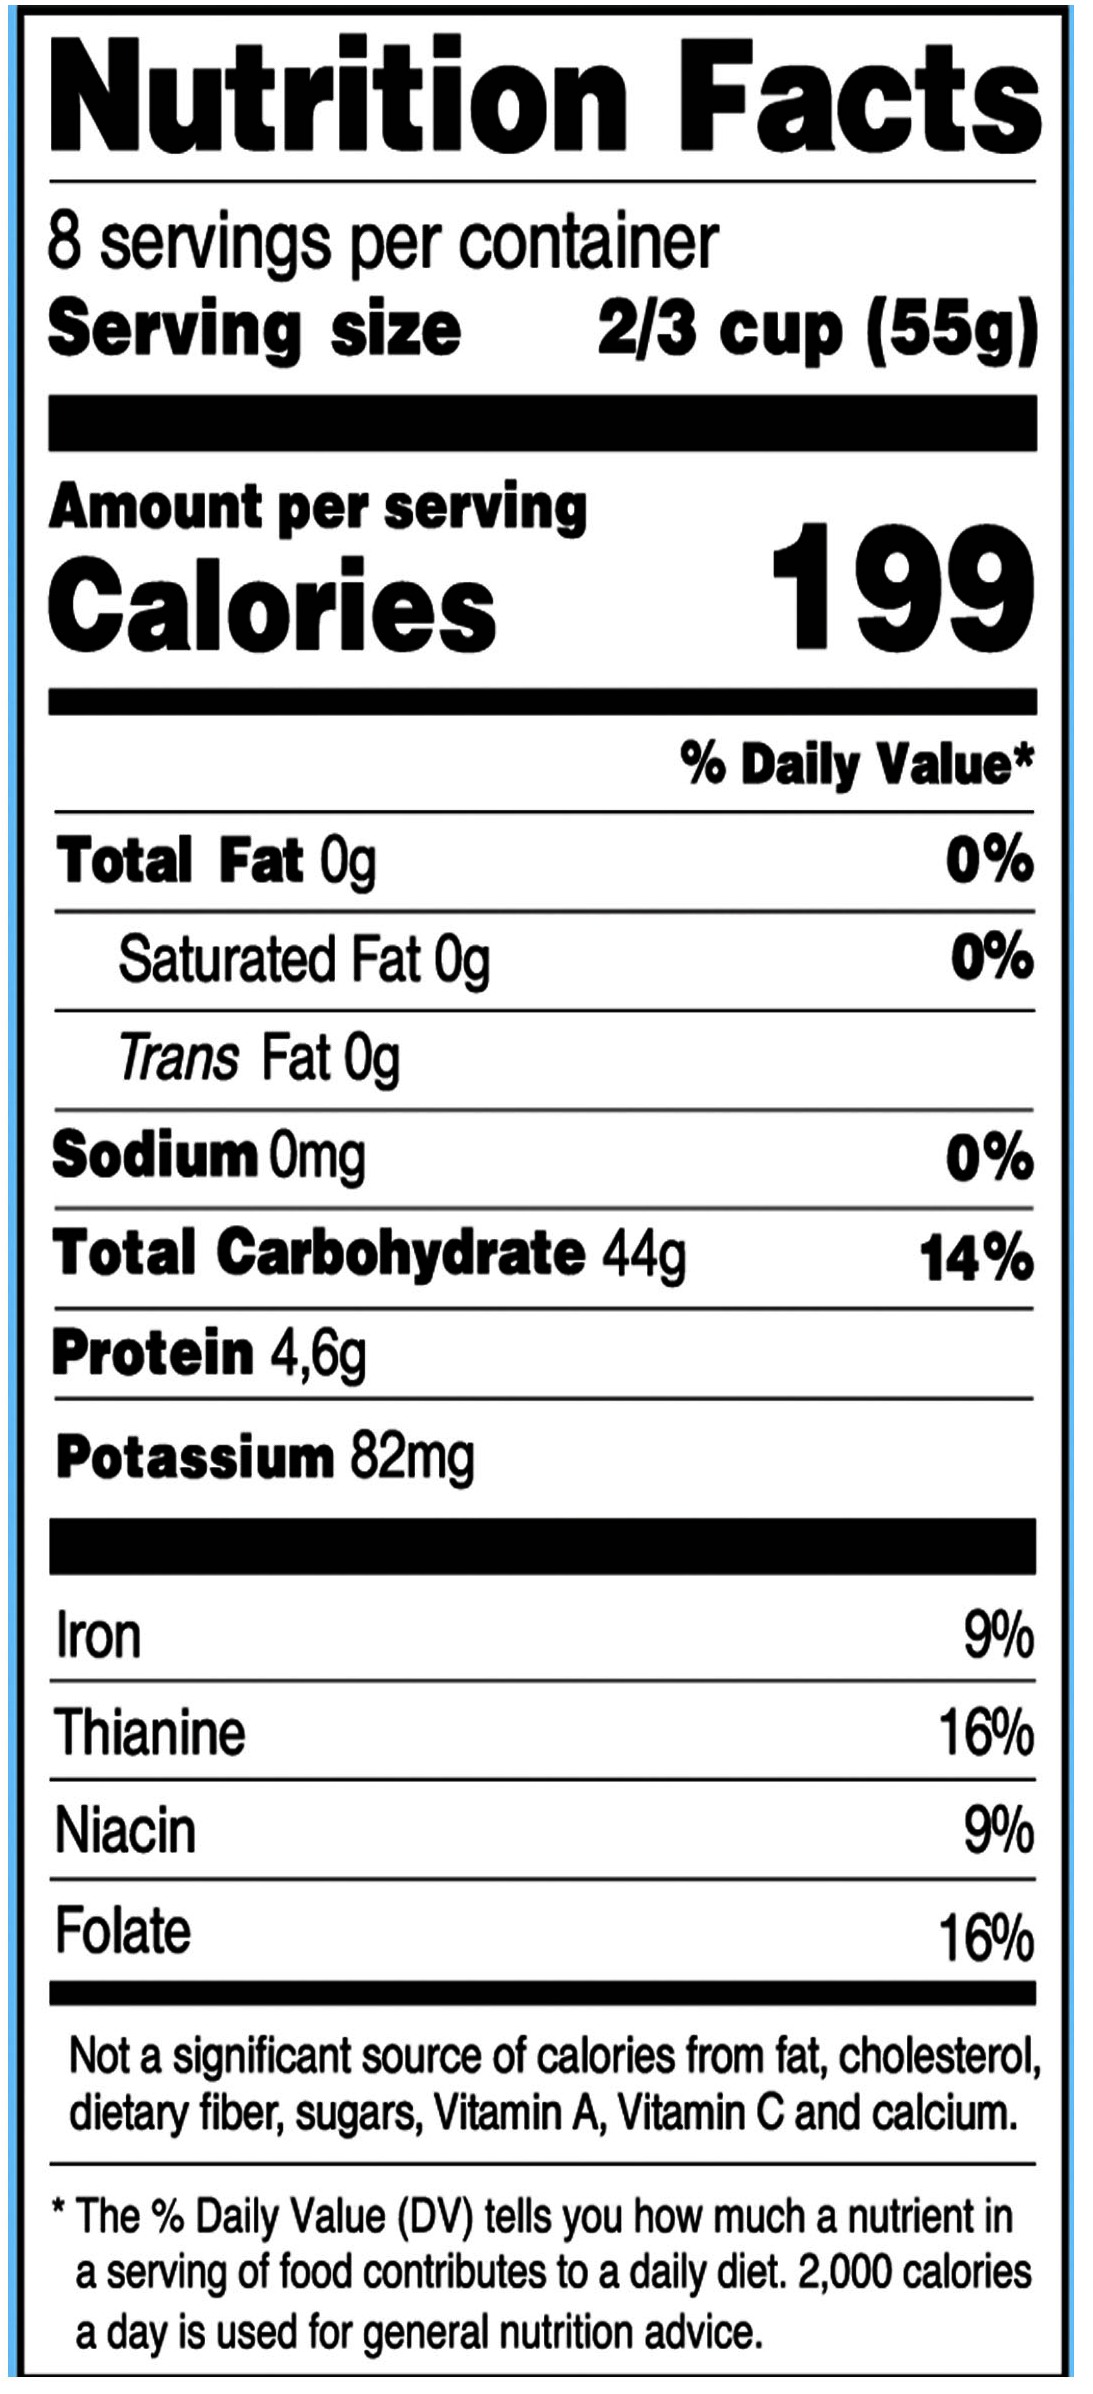 Nutrition Facts
8 servings per container
Serving size 2/3 cup (55g)
Amount per serving
Calories 199
% Daily Value*
Total Fat 0g 0%
Saturated Fat 0g 0%
Trans Fat 0g
Sodium 0mg 0%
Total Carbohydrate 44g 14%
Protein 4,6g
Potassium 82mg
Iron 9%
Thianine 16%
Niacin 9%
Folate 16%
Not a significant source of calories from fat, cholesterol,
dietary fiber, sugars, Vitamin A, Vitamin C and calcium.
* The % Daily Value (DV) tells you how much a nutrient in
a serving of food contributes to a daily diet. 2,000 calories
a day is used for general nutrition advice.